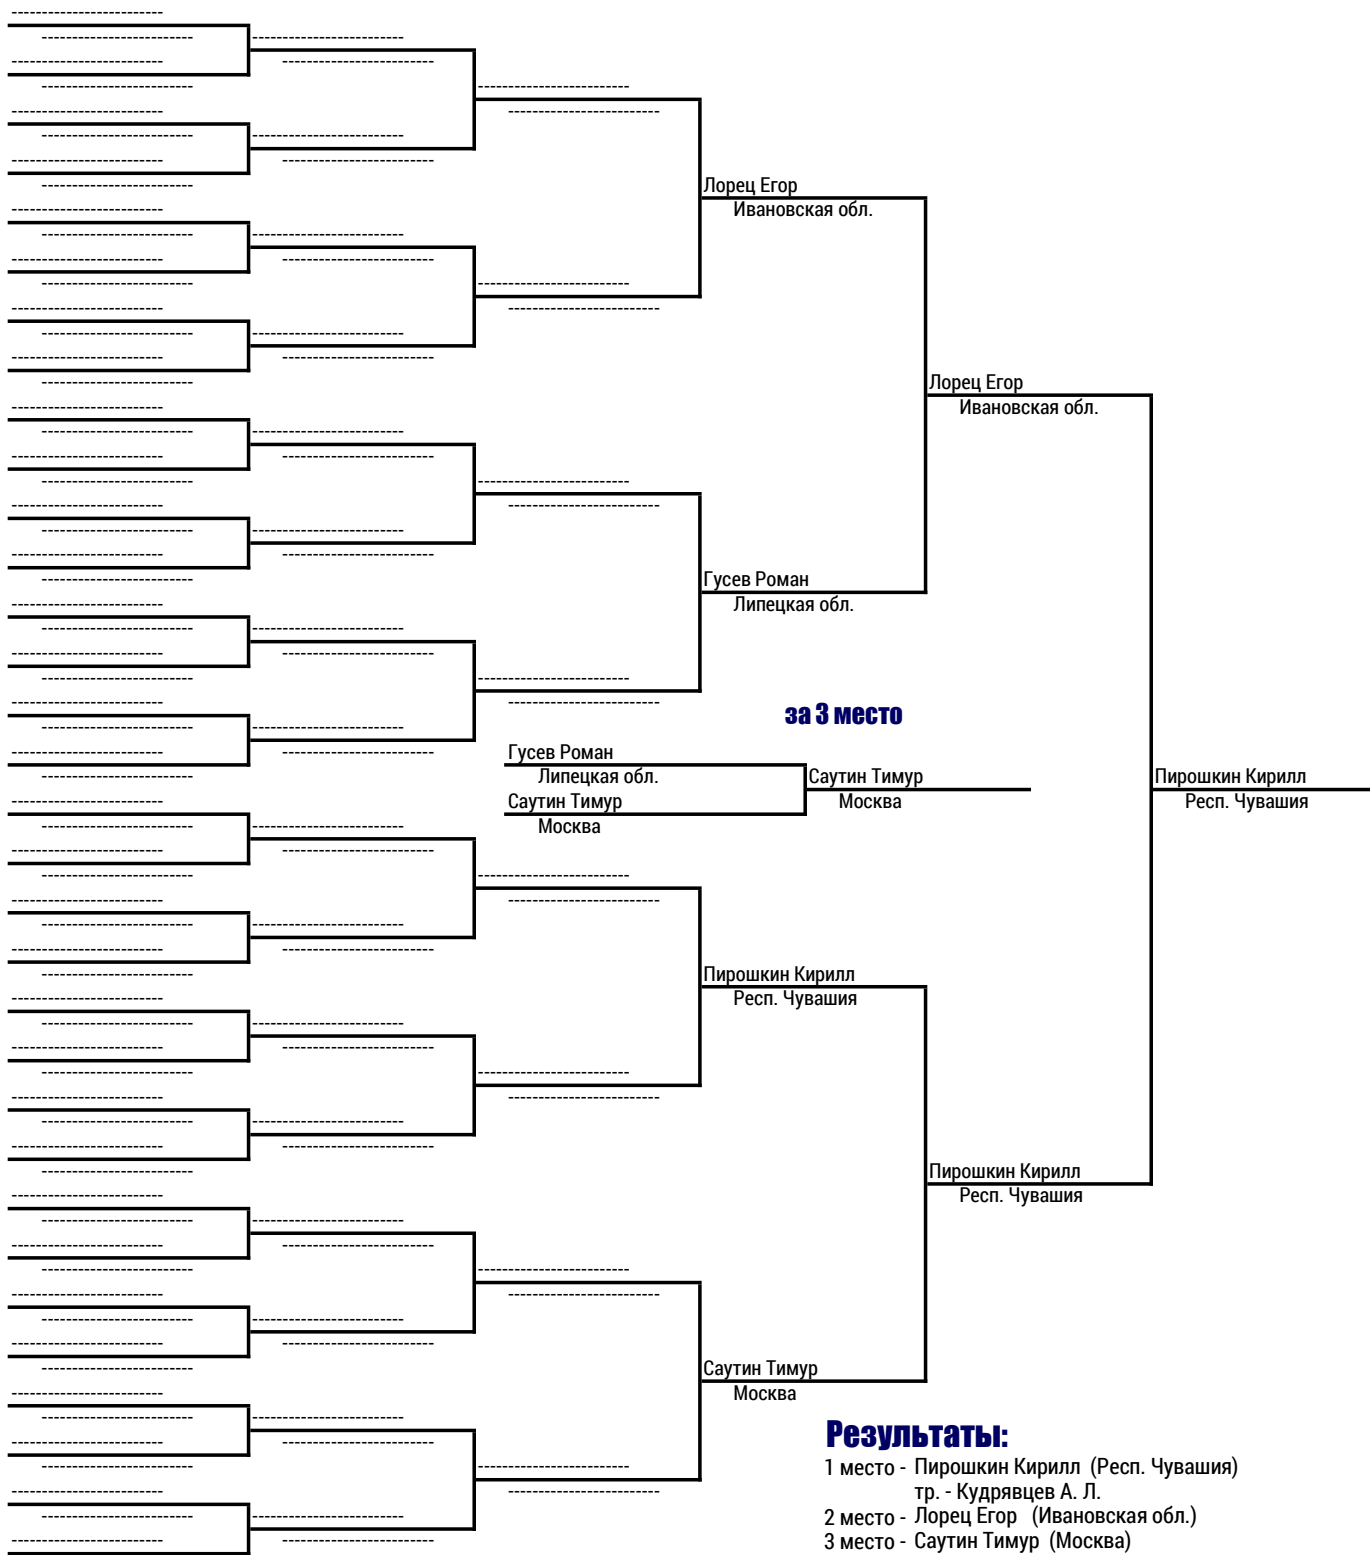 Лорец Егор
Ивановская обл.
Лорец Егор
Ивановская обл.
Гусев Роман
Липецкая обл.
за 3 место
Гусев Роман
Липецкая обл.
Саутин Тимур
Москва
Саутин Тимур
Москва
Пирошкин Кирилл
Респ. Чувашия
Пирошкин Кирилл
Респ. Чувашия
Пирошкин Кирилл
Респ. Чувашия
Саутин Тимур
Москва
Результаты:
1 место - Пирошкин Кирилл (Респ. Чувашия)
тр. - Кудрявцев А. Л.
2 место - Лорец Егор (Ивановская обл.)
3 место - Саутин Тимур (Москва)